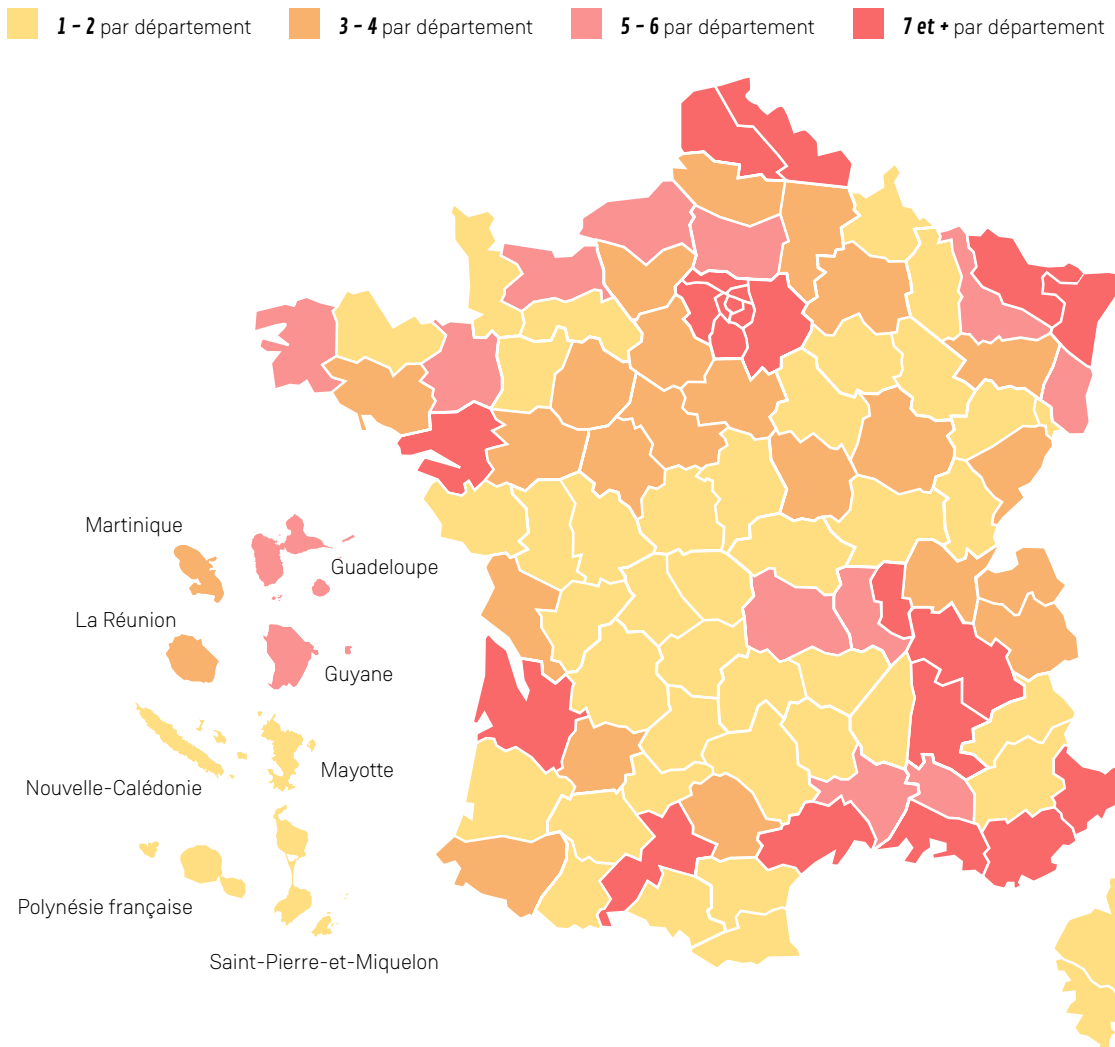 1 - 2 par département
3 - 4 par département
5 - 6 par département
7 et + par département
Martinique
Guadeloupe
La Réunion
Guyane
Nouvelle-Calédonie
Mayotte
Polynésie française
Saint-Pierre-et-Miquelon